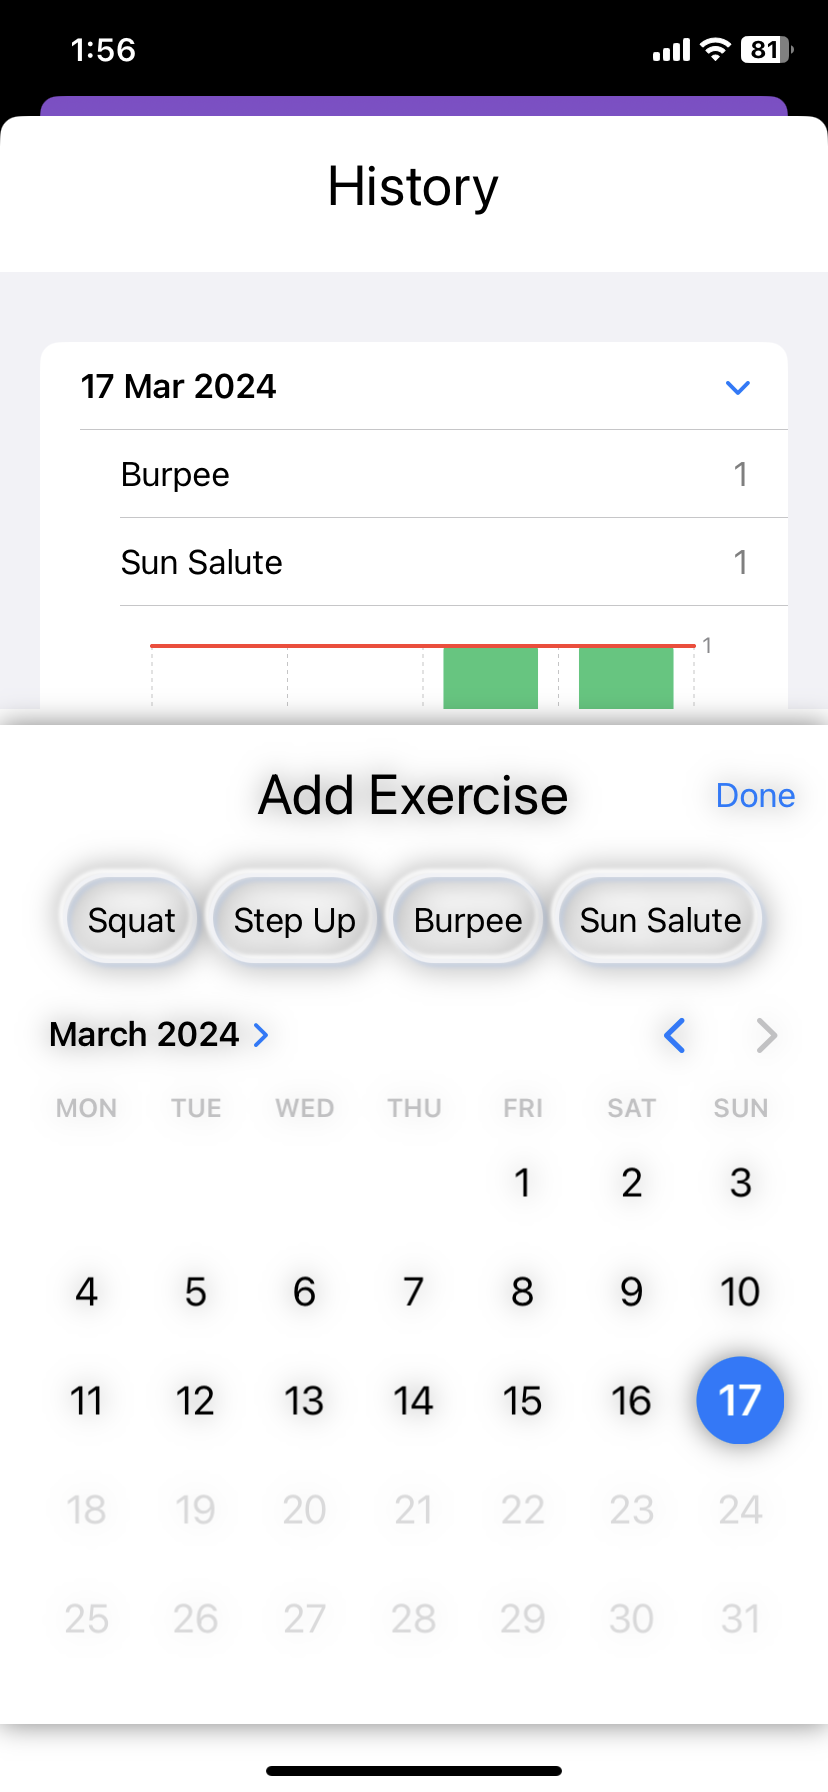 1:56 81
History
17 Mar 2024
Burpee 1
Sun Salute 1
1
Add Exercise Done
Squat Step Up Burpee Sun Salute
March 2024
MON TUE WED THU FRI SAT SUN
1 2 3
4 5 6 7 8 9 10
11 12 13 14 15 16 17
18 19 20 21 22 23 24
25 26 27 28 29 30 31